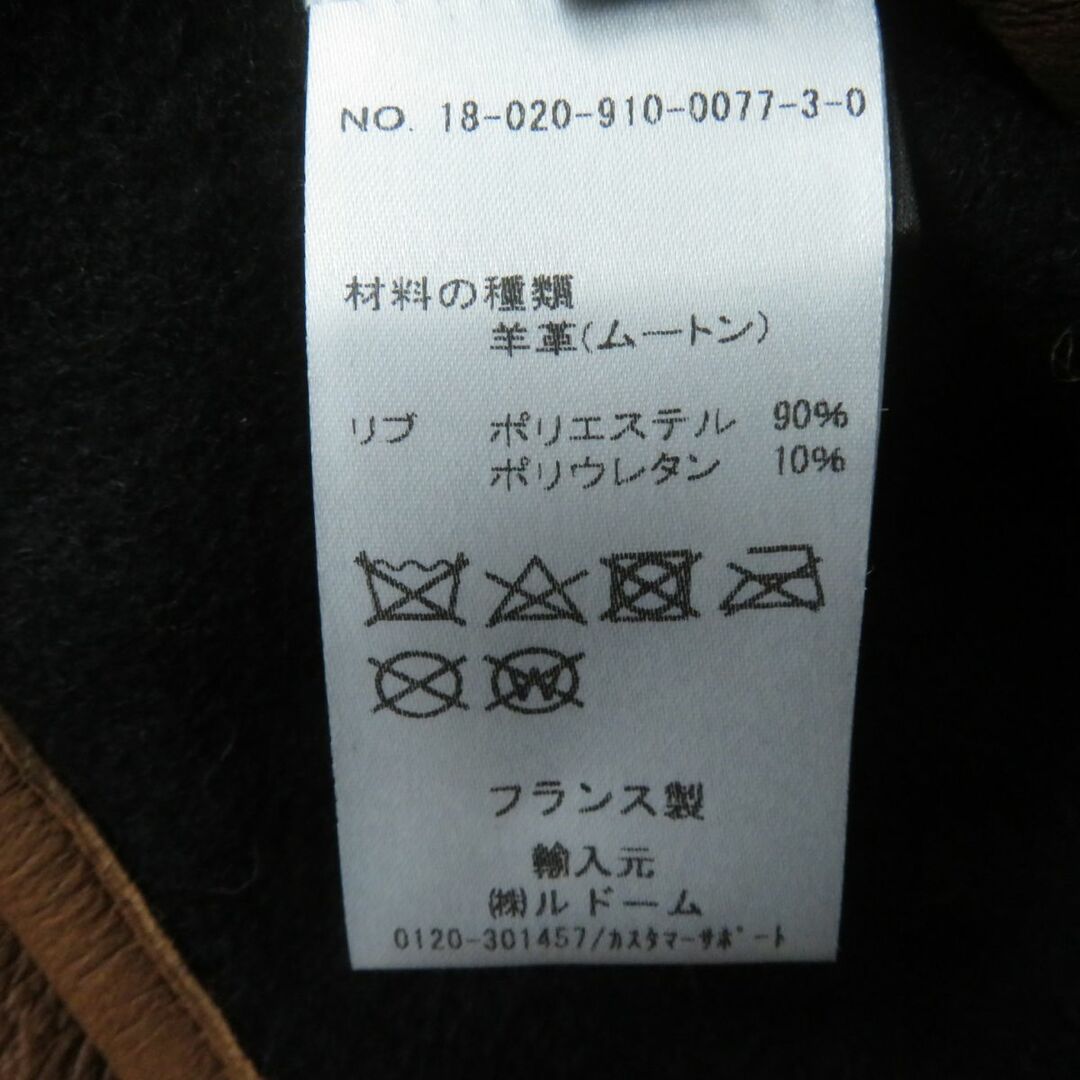 NO. 18-020-910-0077-3-0
材料の種類
羊革(ムートン)
リブ ポリエステル 90%
ポリウレタン 10%
W
フランス製
輸入元
㈱ルドーム
0120-301457/ｶｽﾀﾏｰｻﾎﾟｰﾄ